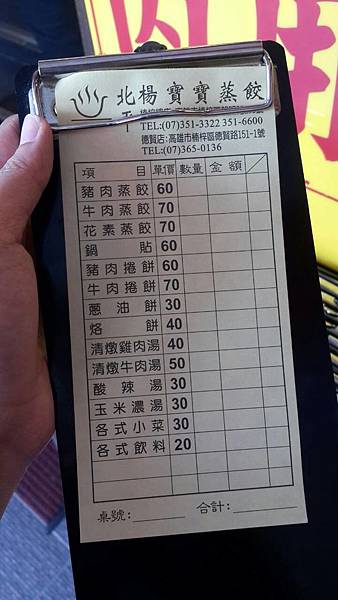 北楊寶寶蒸餃
TEL:(07)351-3322 351-6600
德賢店:高雄市楠梓區德賢路151-1號
TEL:(07)365-0136
項目 單價 數量 金額
豬肉蒸餃 60
牛肉蒸餃 70
花素蒸餃 70
鍋貼 60
豬肉捲餅 60
牛肉捲餅 70
蔥油餅 30
烙餅 40
清燉雞肉湯 40
清燉牛肉湯 50
酸辣湯 30
玉米濃湯 30
各式小菜 30
各式飲料 20
桌號:______ 合計:______